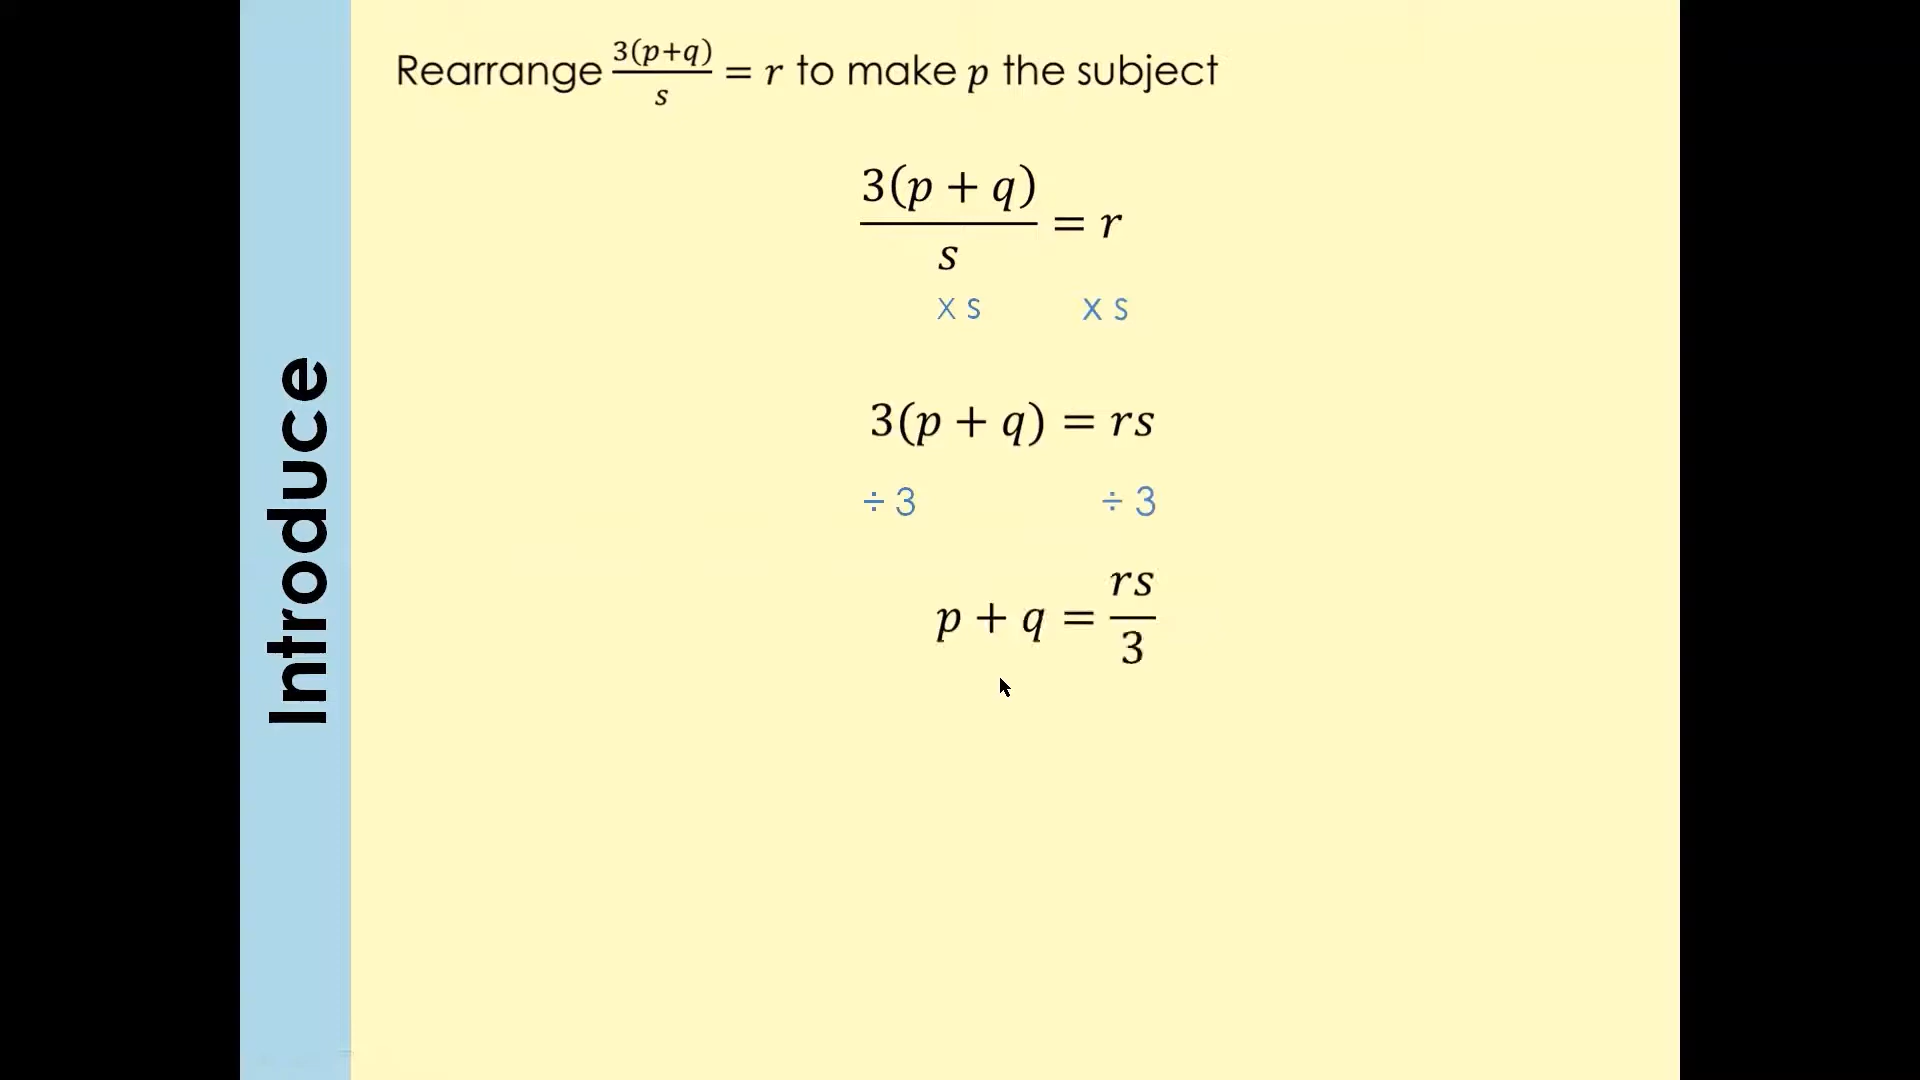 Introduce
Rearrange 3(p+q)/s = r to make p the subject
3(p + q)/s = r
x s x s
3(p + q) = rs
÷ 3 ÷ 3
p + q = rs/3